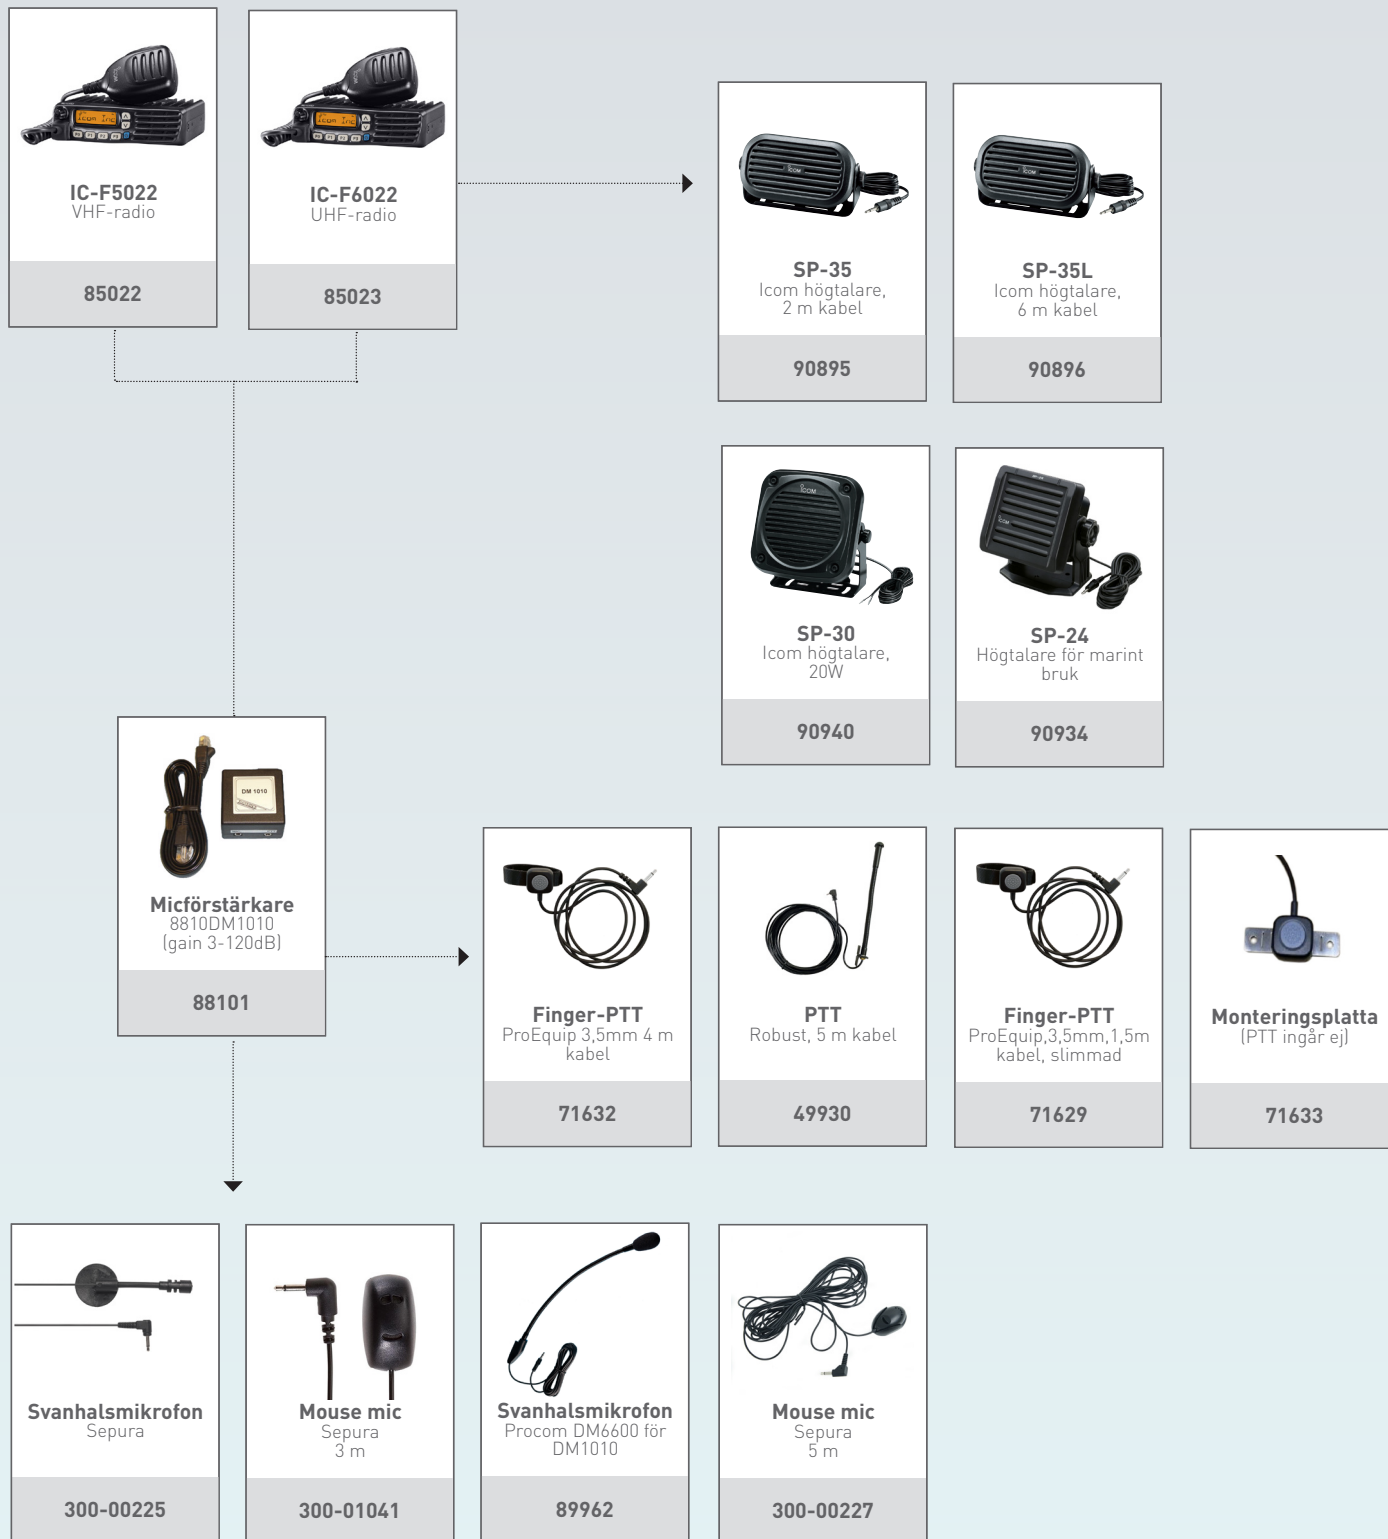 IC-F5022
VHF-radio
85022
IC-F6022
UHF-radio
85023
SP-35
Icom högtalare,
2 m kabel
90895
SP-35L
Icom högtalare,
6 m kabel
90896
SP-30
Icom högtalare,
20W
90940
SP-24
Högtalare för marint
bruk
90934
DM 1010
Micförstärkare
8810DM1010
(gain 3-120dB)
88101
Finger-PTT
ProEquip 3,5mm 4 m
kabel
71632
PTT
Robust, 5 m kabel
49930
Finger-PTT
ProEquip,3,5mm,1,5m
kabel, slimmad
71629
Monteringsplatta
(PTT ingår ej)
71633
Svanhalsmikrofon
Sepura
300-00225
Mouse mic
Sepura
3 m
300-01041
Svanhalsmikrofon
Procom DM6600 för
DM1010
89962
Mouse mic
Sepura
5 m
300-00227